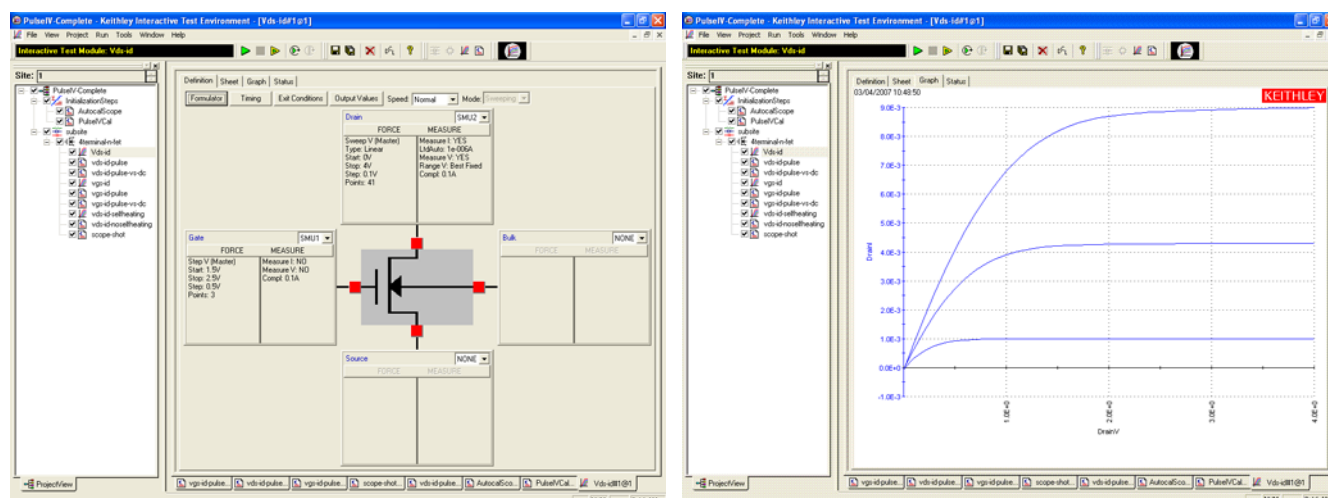 PulseIV-Complete - Keithley Interactive Test Environment - [Vds-id#1@1]
File View Project Run Tools Window Help
Interactive Test Module: Vds-id
Site: 1
PulseIV-Complete
InitializationSteps
AutocalScope
PulseIVCal
subsite
4terminal-n-fet
Vds-id
vds-id-pulse
vds-id-pulse-vs-dc
vgs-id
vgs-id-pulse
vgs-id-pulse-vs-dc
vds-id-selfheating
vds-id-noselfheating
scope-shot
ProjectView
Definition Sheet Graph Status
Formulator Timing Exit Conditions Output Values Speed: Normal Mode: Sweeping
Drain SMU2
FORCE MEASURE
Sweep V (Master) Measure I: YES
Type: Linear LtdAuto: 1e-006A
Start: 0V Measure V: YES
Stop: 4V Range V: Best Fixed
Step: 0.1V Compl: 0.1A
Points: 41
Gate SMU1
FORCE MEASURE
Step V (Master) Measure I: NO
Start: 1.5V Measure V: NO
Stop: 2.5V Compl: 0.1A
Step: 0.5V
Points: 3
Bulk NONE
FORCE MEASURE
Source NONE
FORCE MEASURE
vgs-id-pulse... vds-id-pulse... vgs-id-pulse... scope-shot... vds-id-pulse... AutocalSco... PulseIVCal... Vds-id#1@1
PulseIV-Complete - Keithley Interactive Test Environment - [Vds-id#1@1]
File View Project Run Tools Window Help
Interactive Test Module: Vds-id
Site: 1
PulseIV-Complete
InitializationSteps
AutocalScope
PulseIVCal
subsite
4terminal-n-fet
Vds-id
vds-id-pulse
vds-id-pulse-vs-dc
vgs-id
vgs-id-pulse
vgs-id-pulse-vs-dc
vds-id-selfheating
vds-id-noselfheating
scope-shot
ProjectView
Definition Sheet Graph Status
03/04/2007 10:48:50
KEITHLEY
9.0E-3
8.0E-3
7.0E-3
6.0E-3
5.0E-3
4.0E-3
3.0E-3
2.0E-3
1.0E-3
0.0E+0
-1.0E-3
DrainI
1.0E+0 2.0E+0 3.0E+0 4.0E+0
DrainV
vgs-id-pulse... vds-id-pulse... vgs-id-pulse... scope-shot... vds-id-pulse... AutocalSco... PulseIVCal... Vds-id#1@1